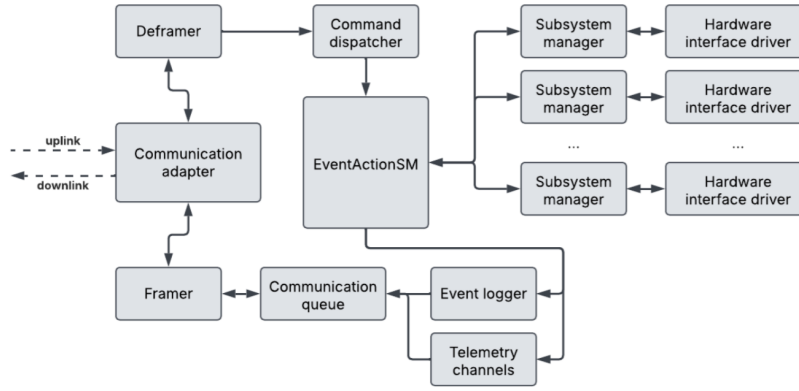 Deframer
Command
dispatcher
Subsystem
manager
Hardware
interface driver
Subsystem
manager
Hardware
interface driver
uplink
Communication
adapter
downlink
EventActionSM
...
...
Subsystem
manager
Hardware
interface driver
Framer
Communication
queue
Event logger
Telemetry
channels